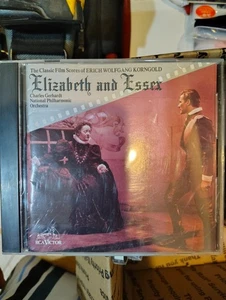 The Classic Film Scores of ERICH WOLFGANG KORNGOLD
Elizabeth and Essex
Charles Gerhardt
National Philharmonic
Orchestra
RCA VICTOR